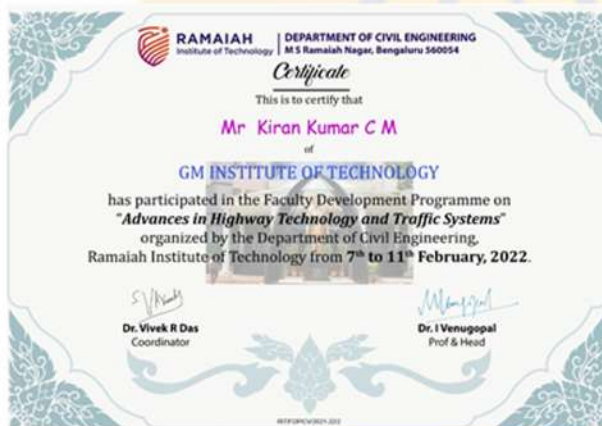 RAMAIAH
Institute of Technology
DEPARTMENT OF CIVIL ENGINEERING
M S Ramaiah Nagar, Bengaluru 560054
Certificate
This is to certify that
Mr Kiran Kumar C M
of
GM INSTITUTE OF TECHNOLOGY
has participated in the Faculty Development Programme on
"Advances in Highway Technology and Traffic Systems"
organized by the Department of Civil Engineering,
Ramaiah Institute of Technology from 7th to 11th February, 2022.
Dr. Vivek R Das
Coordinator
Dr. I Venugopal
Prof & Head